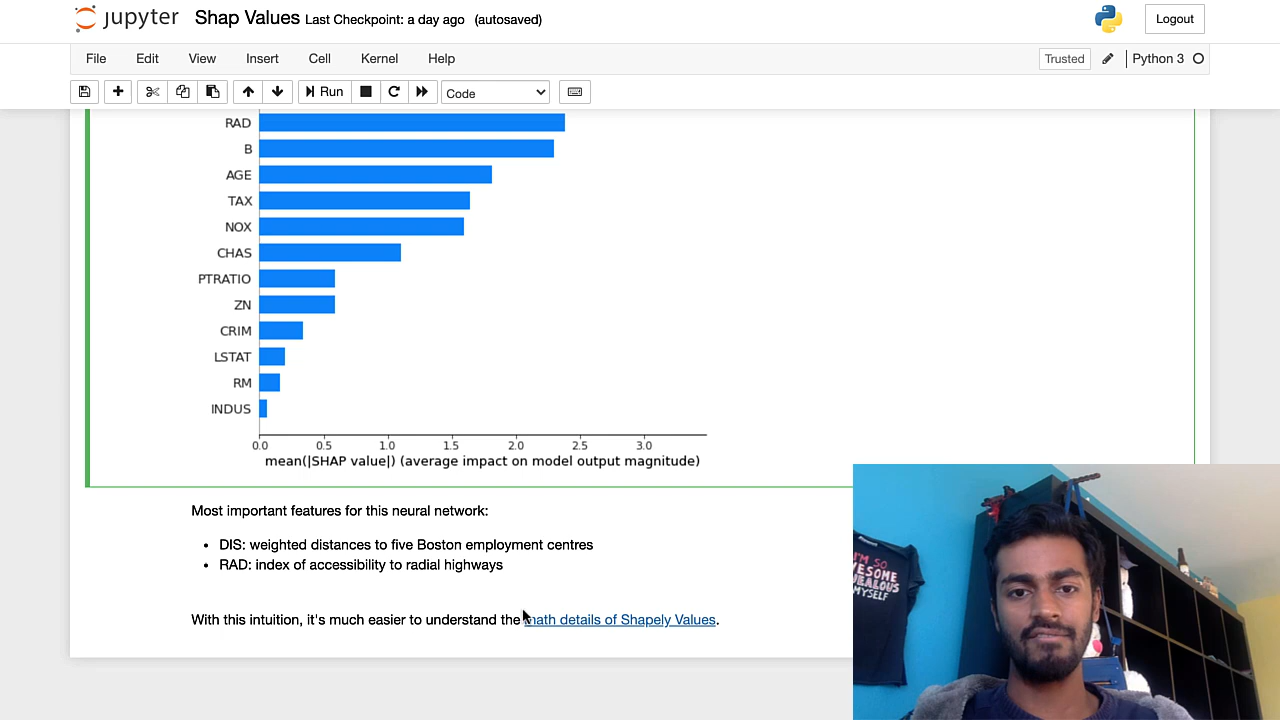 jupyter Shap Values Last Checkpoint: a day ago (autosaved)
Logout
File Edit View Insert Cell Kernel Help
Trusted
Python 3
Run
Code
RAD
B
AGE
TAX
NOX
CHAS
PTRATIO
ZN
CRIM
LSTAT
RM
INDUS
0.0 0.5 1.0 1.5 2.0 2.5 3.0
mean(|SHAP value|) (average impact on model output magnitude)
Most important features for this neural network:
• DIS: weighted distances to five Boston employment centres
• RAD: index of accessibility to radial highways
With this intuition, it's much easier to understand the math details of Shapely Values.
I'M SO
MYSELF